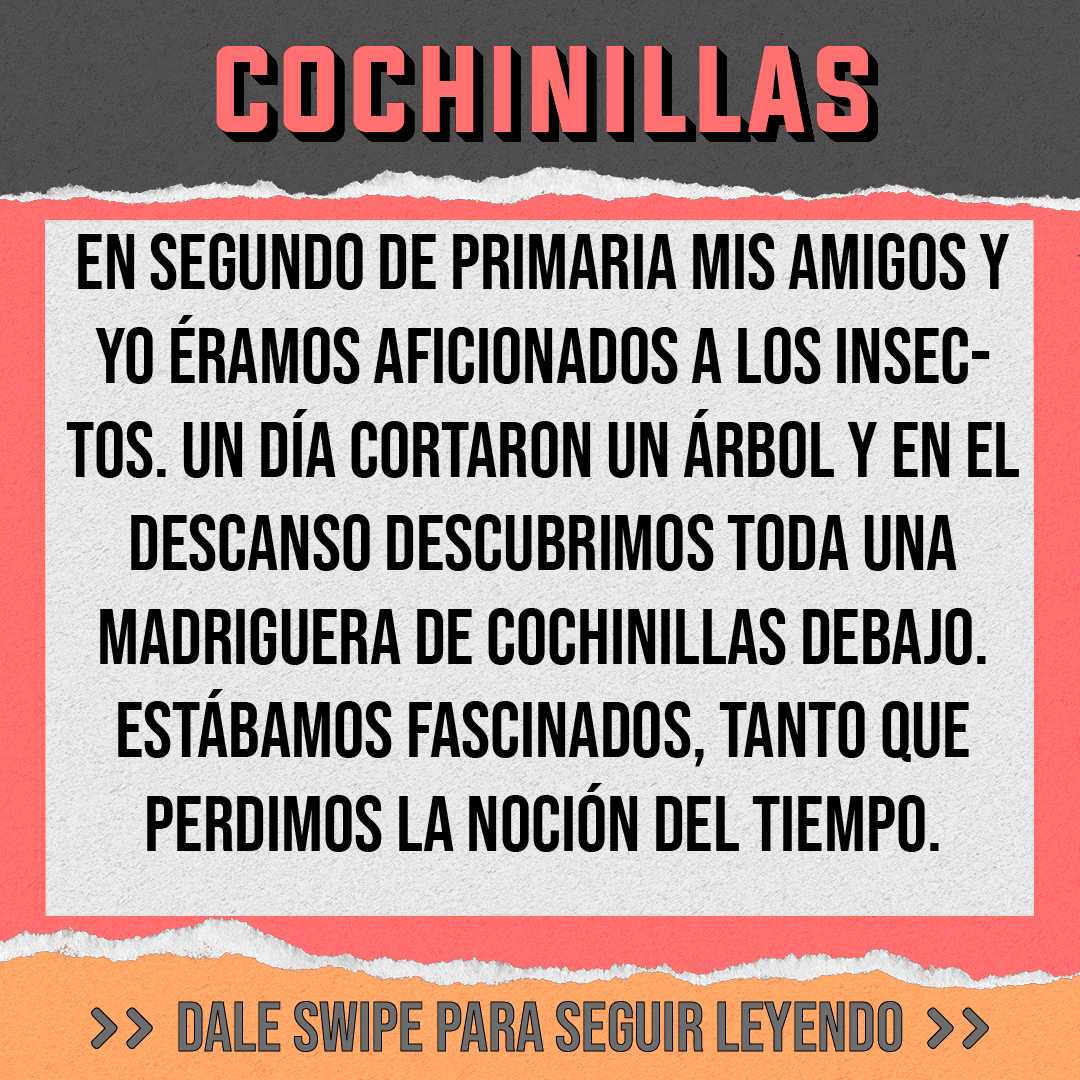 COCHINILLAS
EN SEGUNDO DE PRIMARIA MIS AMIGOS Y
YO ÉRAMOS AFICIONADOS A LOS INSEC-
TOS. UN DÍA CORTARON UN ÁRBOL Y EN EL
DESCANSO DESCUBRIMOS TODA UNA
MADRIGUERA DE COCHINILLAS DEBAJO.
ESTÁBAMOS FASCINADOS, TANTO QUE
PERDIMOS LA NOCIÓN DEL TIEMPO.
>> DALE SWIPE PARA SEGUIR LEYENDO >>